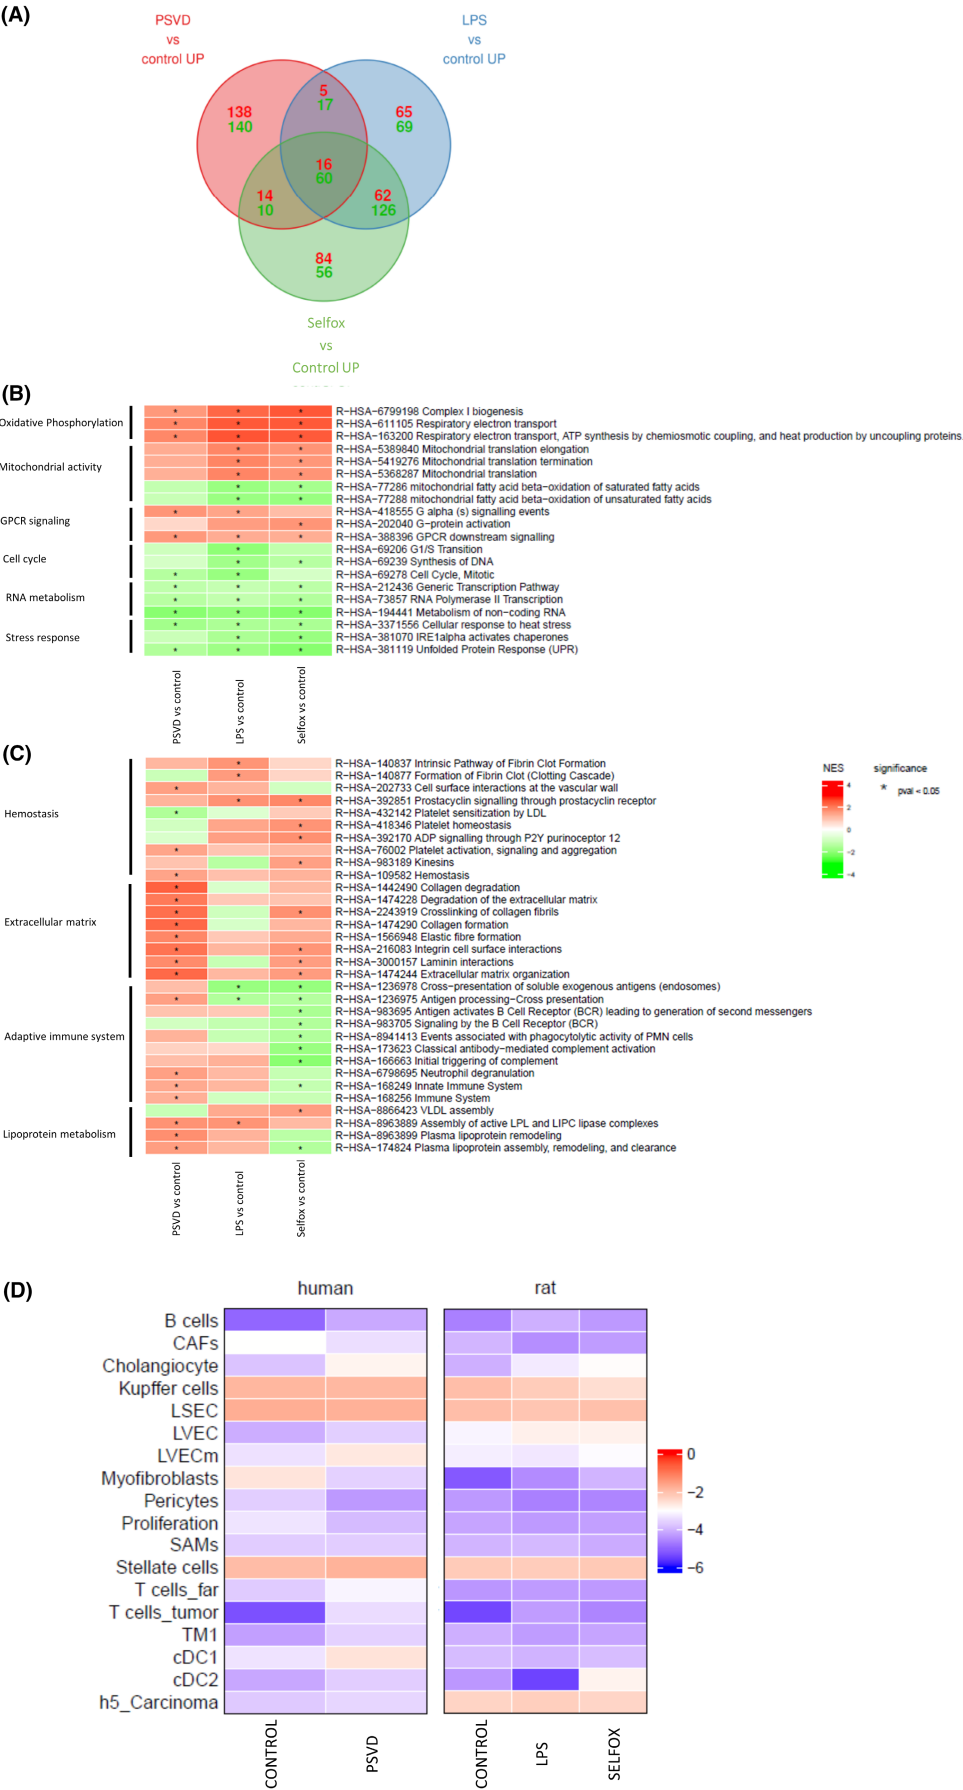 (A)
PSVD
vs
control UP
LPS
vs
control UP
5
17
138
140
65
69
16
60
14
10
62
126
84
56
Selfox
vs
Control UP
(B)
Oxidative Phosphorylation
Mitochondrial activity
GPCR signaling
Cell cycle
RNA metabolism
Stress response
* * * R-HSA-6799198 Complex I biogenesis
* * * R-HSA-611105 Respiratory electron transport
* * * R-HSA-163200 Respiratory electron transport, ATP synthesis by chemiosmotic coupling, and heat production by uncoupling proteins.
* * R-HSA-5389840 Mitochondrial translation elongation
* * R-HSA-5419276 Mitochondrial translation termination
* * R-HSA-5368287 Mitochondrial translation
* * R-HSA-77286 mitochondrial fatty acid beta-oxidation of saturated fatty acids
* * R-HSA-77288 mitochondrial fatty acid beta-oxidation of unsaturated fatty acids
* * R-HSA-418555 G alpha (s) signalling events
* R-HSA-202040 G-protein activation
* * * R-HSA-388396 GPCR downstream signalling
* R-HSA-69206 G1/S Transition
* * R-HSA-69239 Synthesis of DNA
* * R-HSA-69278 Cell Cycle, Mitotic
* * * R-HSA-212436 Generic Transcription Pathway
* * * R-HSA-73857 RNA Polymerase II Transcription
* * * R-HSA-194441 Metabolism of non-coding RNA
* * * R-HSA-3371556 Cellular response to heat stress
* * R-HSA-381070 IRE1alpha activates chaperones
* * * R-HSA-381119 Unfolded Protein Response (UPR)
PSVD vs control
LPS vs control
Selfox vs control
(C)
Hemostasis
Extracellular matrix
Adaptive immune system
Lipoprotein metabolism
* R-HSA-140837 Intrinsic Pathway of Fibrin Clot Formation
* R-HSA-140877 Formation of Fibrin Clot (Clotting Cascade)
* R-HSA-202733 Cell surface interactions at the vascular wall
* * R-HSA-392851 Prostacyclin signalling through prostacyclin receptor
* R-HSA-432142 Platelet sensitization by LDL
* R-HSA-418346 Platelet homeostasis
* R-HSA-392170 ADP signalling through P2Y purinoceptor 12
* R-HSA-76002 Platelet activation, signaling and aggregation
* R-HSA-983189 Kinesins
* R-HSA-109582 Hemostasis
* R-HSA-1442490 Collagen degradation
* R-HSA-1474228 Degradation of the extracellular matrix
* * R-HSA-2243919 Crosslinking of collagen fibrils
* R-HSA-1474290 Collagen formation
* R-HSA-1566948 Elastic fibre formation
* * R-HSA-216083 Integrin cell surface interactions
* * R-HSA-3000157 Laminin interactions
* * R-HSA-1474244 Extracellular matrix organization
* * R-HSA-1236978 Cross-presentation of soluble exogenous antigens (endosomes)
* * * R-HSA-1236975 Antigen processing-Cross presentation
* R-HSA-983695 Antigen activates B Cell Receptor (BCR) leading to generation of second messengers
* R-HSA-983705 Signaling by the B Cell Receptor (BCR)
* R-HSA-8941413 Events associated with phagocytolytic activity of PMN cells
* R-HSA-173623 Classical antibody-mediated complement activation
* R-HSA-166663 Initial triggering of complement
* R-HSA-6798695 Neutrophil degranulation
* * R-HSA-168249 Innate Immune System
* R-HSA-168256 Immune System
* R-HSA-8866423 VLDL assembly
* * R-HSA-8963889 Assembly of active LPL and LIPC lipase complexes
* R-HSA-8963899 Plasma lipoprotein remodeling
* * R-HSA-174824 Plasma lipoprotein assembly, remodeling, and clearance
PSVD vs control
LPS vs control
Selfox vs control
NES
4
2
0
-2
-4
significance
* pval < 0.05
(D)
human
rat
B cells
CAFs
Cholangiocyte
Kupffer cells
LSEC
LVEC
LVECm
Myofibroblasts
Pericytes
Proliferation
SAMs
Stellate cells
T cells_far
T cells_tumor
TM1
cDC1
cDC2
h5_Carcinoma
CONTROL
PSVD
CONTROL
LPS
SELFOX
0
-2
-4
-6